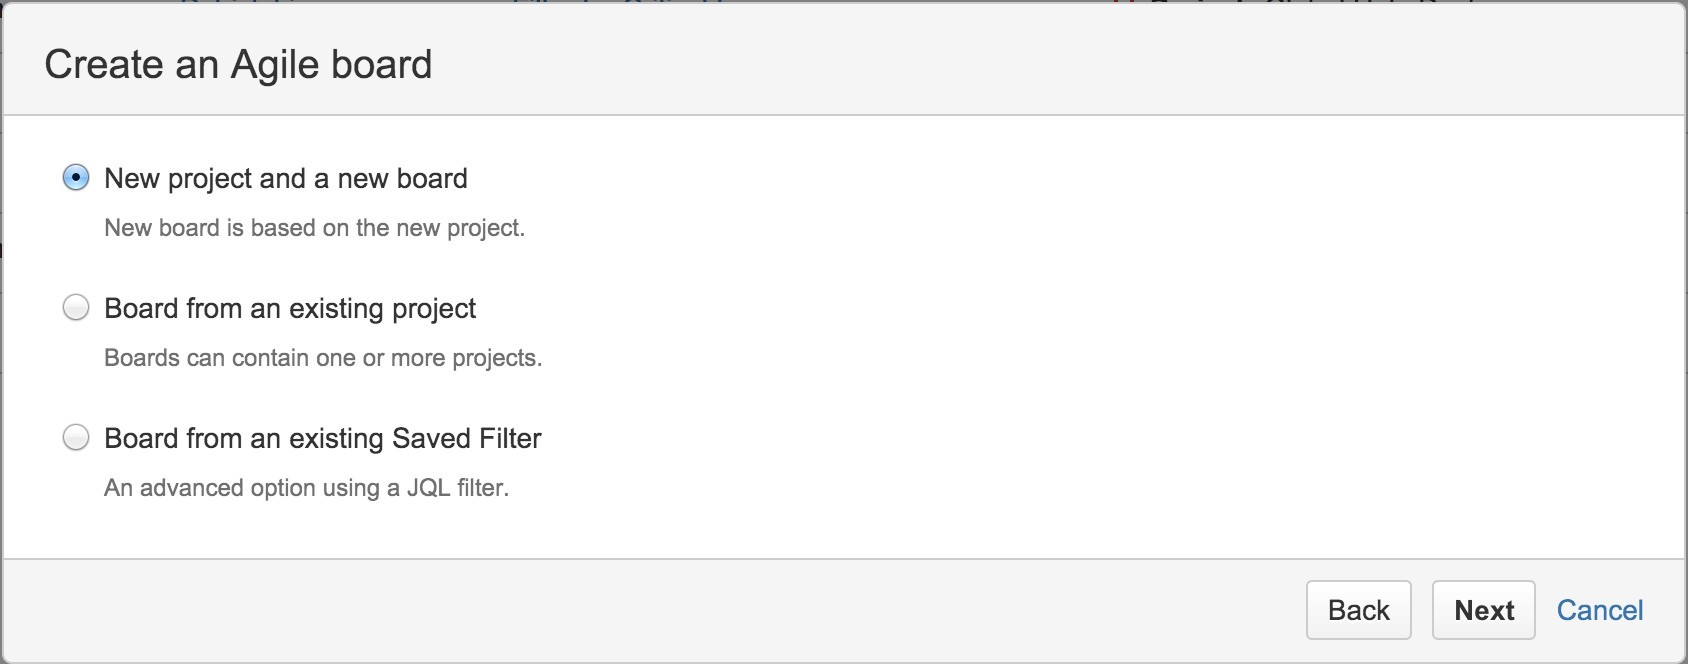 Create an Agile board
New project and a new board
New board is based on the new project.
Board from an existing project
Boards can contain one or more projects.
Board from an existing Saved Filter
An advanced option using a JQL filter.
Back Next Cancel